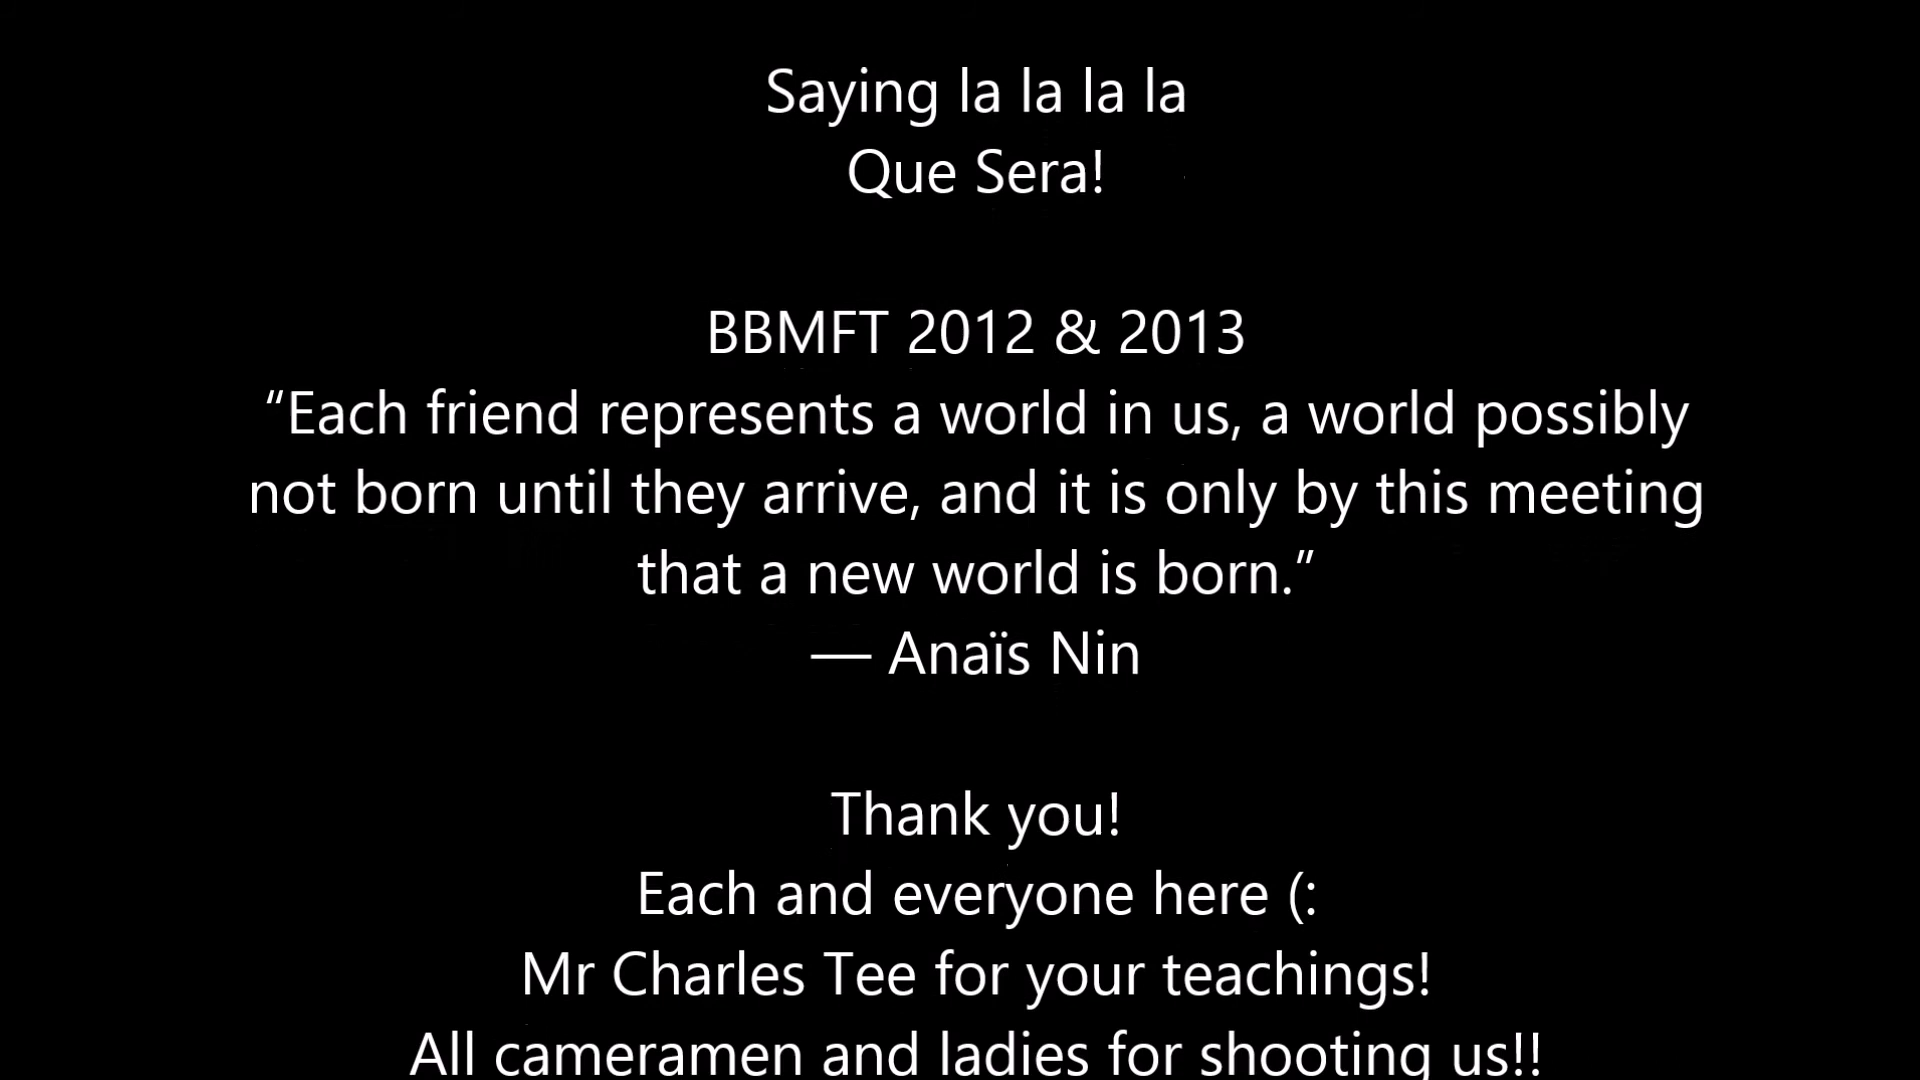 Saying la la la la
Que Sera!
BBMFT 2012 & 2013
“Each friend represents a world in us, a world possibly
not born until they arrive, and it is only by this meeting
that a new world is born.”
— Anaïs Nin
Thank you!
Each and everyone here (:
Mr Charles Tee for your teachings!
All cameramen and ladies for shooting us!!